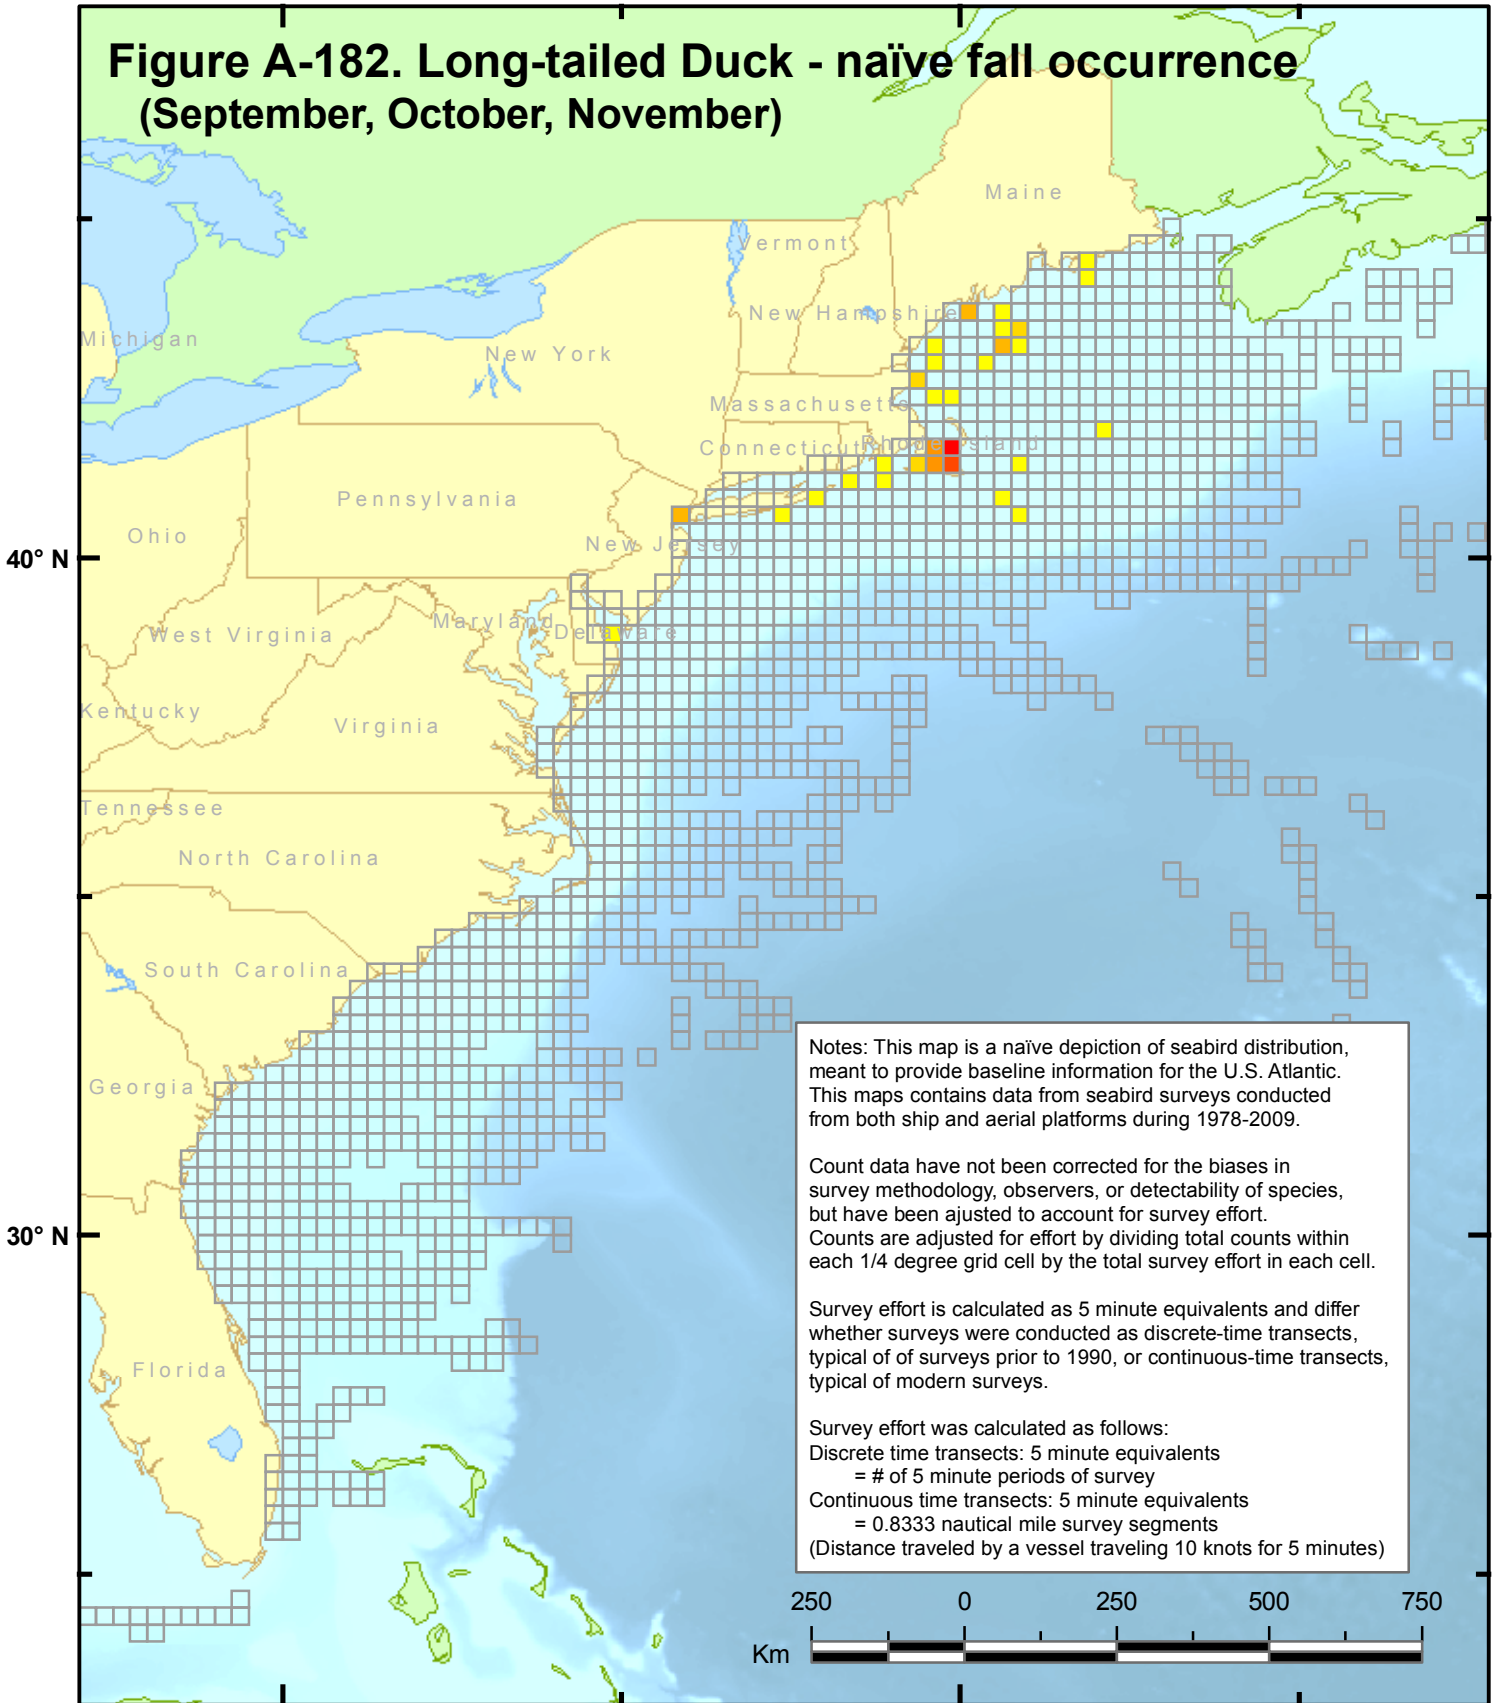 Figure A-182. Long-tailed Duck - naïve fall occurrence
(September, October, November)
Maine
Vermont
New Hampshire
Michigan
New York
Massachusetts
Connecticut
Rhode Island
Pennsylvania
Ohio
New Jersey
40° N
Maryland
Delaware
West Virginia
Kentucky
Virginia
Tennessee
North Carolina
South Carolina
Georgia
30° N
Florida
Notes: This map is a naïve depiction of seabird distribution,
meant to provide baseline information for the U.S. Atlantic.
This maps contains data from seabird surveys conducted
from both ship and aerial platforms during 1978-2009.
Count data have not been corrected for the biases in
survey methodology, observers, or detectability of species,
but have been ajusted to account for survey effort.
Counts are adjusted for effort by dividing total counts within
each 1/4 degree grid cell by the total survey effort in each cell.
Survey effort is calculated as 5 minute equivalents and differ
whether surveys were conducted as discrete-time transects,
typical of of surveys prior to 1990, or continuous-time transects,
typical of modern surveys.
Survey effort was calculated as follows:
Discrete time transects: 5 minute equivalents
= # of 5 minute periods of survey
Continuous time transects: 5 minute equivalents
= 0.8333 nautical mile survey segments
(Distance traveled by a vessel traveling 10 knots for 5 minutes)
250 0 250 500 750
Km